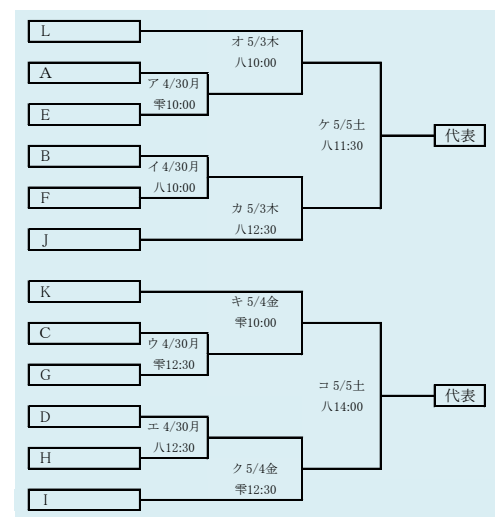 L
オ 5/3木
八10:00
A
ア 4/30月
雫10:00
E
ケ 5/5土
八11:30
代表
B
イ 4/30月
八10:00
F
カ 5/3木
八12:30
J
K
キ 5/4金
雫10:00
C
ウ 4/30月
雫12:30
G
コ 5/5土
八14:00
代表
D
エ 4/30月
八12:30
H
ク 5/4金
雫12:30
I